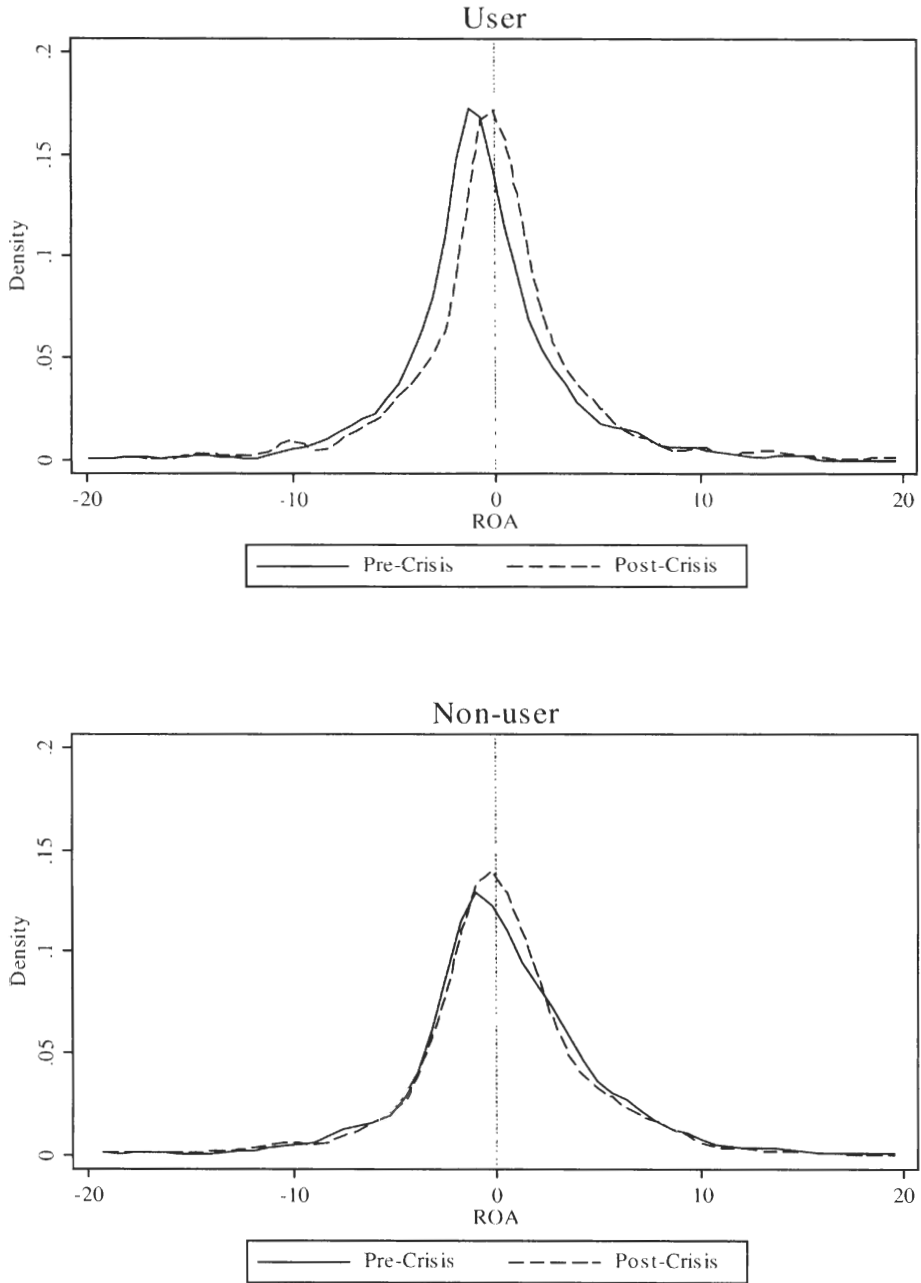 User
.2
.15
.1
.05
0
Density
-20 -10 0 10 20
ROA
Pre-Crisis Post-Crisis
Non-user
.2
.15
.1
.05
0
Density
-20 -10 0 10 20
ROA
Pre-Crisis Post-Crisis